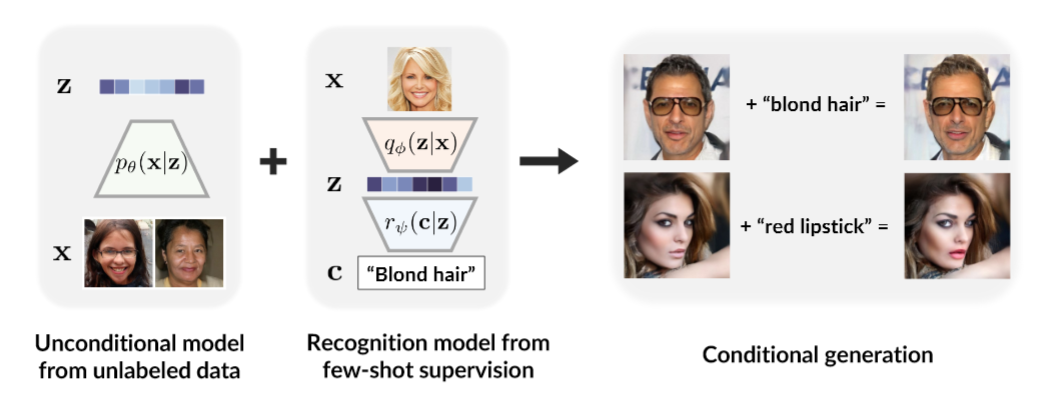 z
pθ(x|z)
x
+
x
qϕ(z|x)
z
rψ(c|z)
c
“Blond hair”
+ “blond hair” =
+ “red lipstick” =
Unconditional model
from unlabeled data
Recognition model from
few-shot supervision
Conditional generation